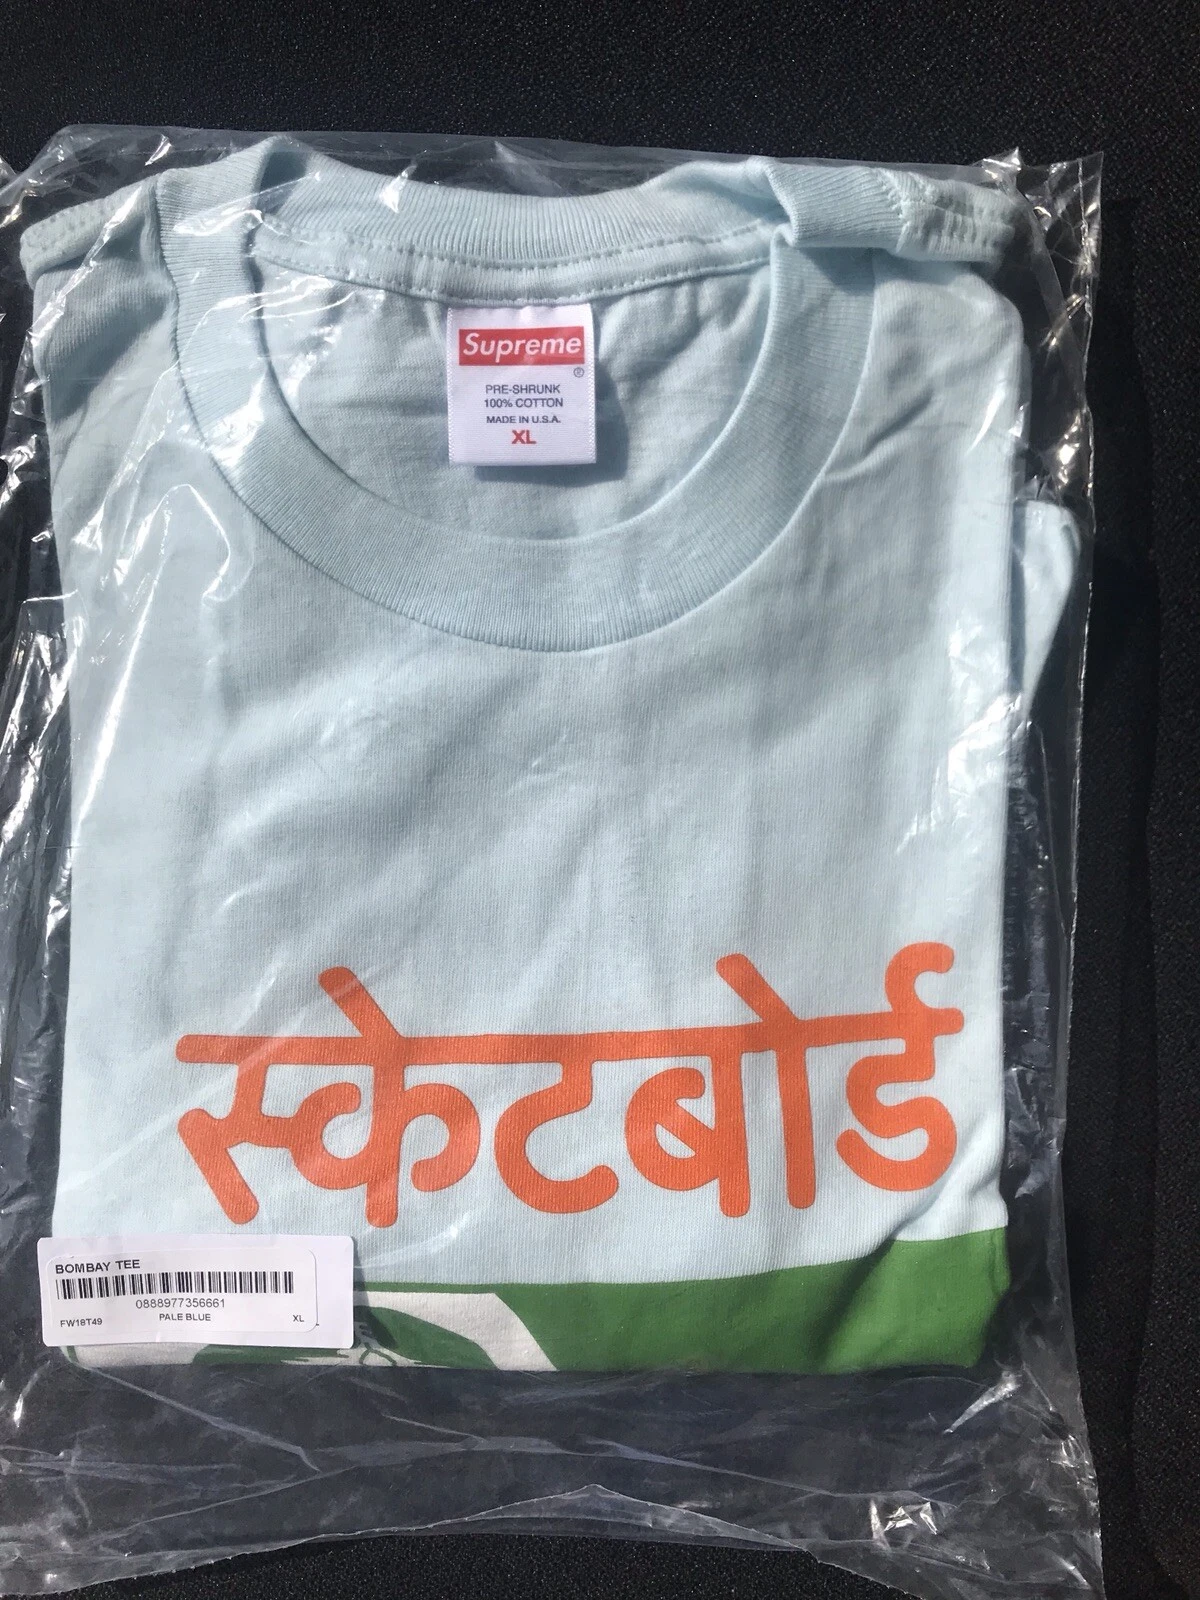 Supreme
®
PRE-SHRUNK
100% COTTON
MADE IN U.S.A.
XL
स्केटबोर्ड
BOMBAY TEE
0888977356661
FW18T49 PALE BLUE XL